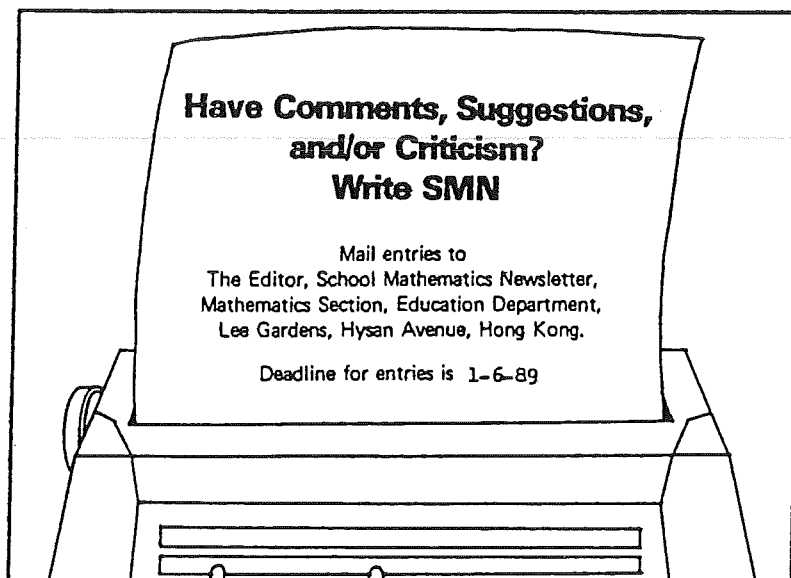 Have Comments, Suggestions,
and/or Criticism?
Write SMN
Mail entries to
The Editor, School Mathematics Newsletter,
Mathematics Section, Education Department,
Lee Gardens, Hysan Avenue, Hong Kong.
Deadline for entries is 1-6-89